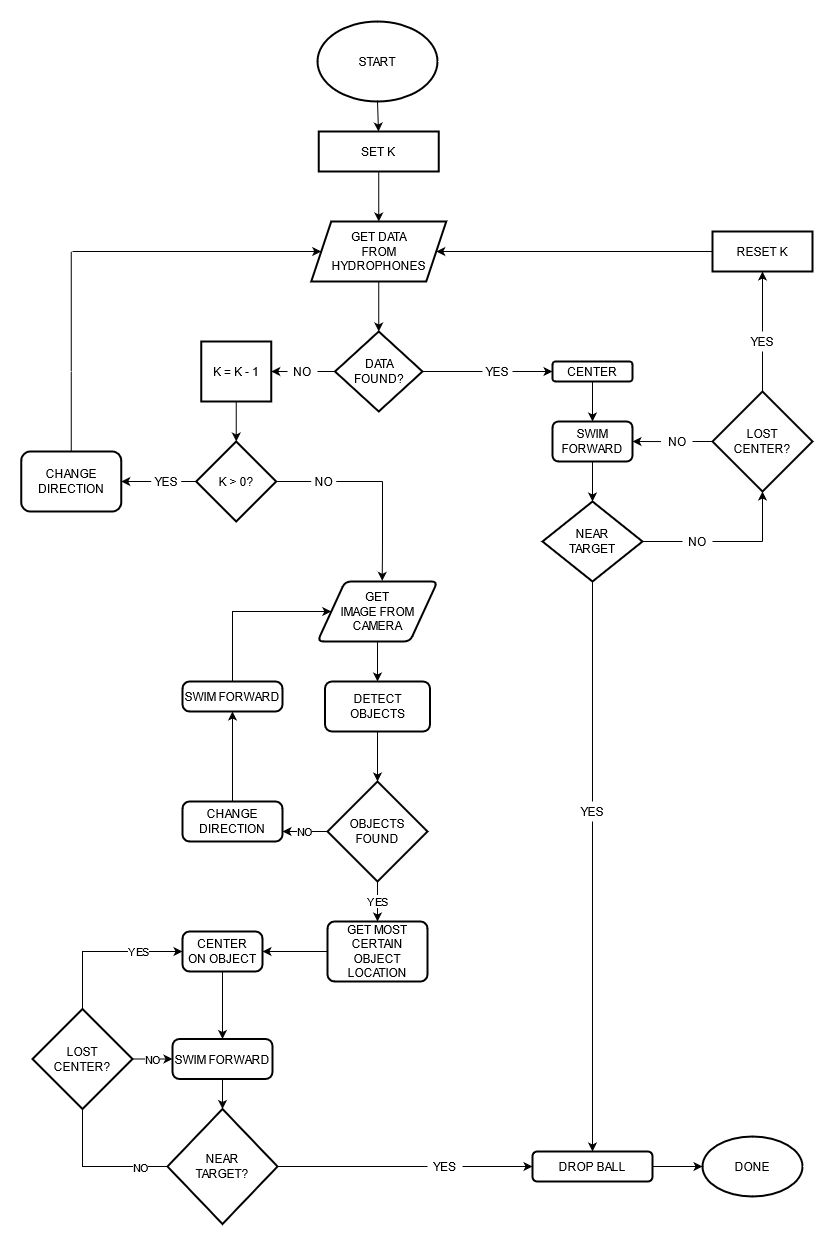 START
SET K
GET DATA
FROM
HYDROPHONES
RESET K
YES
K = K - 1
NO
DATA
FOUND?
YES
CENTER
SWIM
FORWARD
NO
LOST
CENTER?
CHANGE
DIRECTION
YES
K > 0?
NO
NEAR
TARGET
NO
GET
IMAGE FROM
CAMERA
SWIM FORWARD
DETECT
OBJECTS
CHANGE
DIRECTION
NO
OBJECTS
FOUND
YES
YES
YES
CENTER
ON OBJECT
GET MOST
CERTAIN
OBJECT
LOCATION
LOST
CENTER?
NO
SWIM FORWARD
NO
NEAR
TARGET?
YES
DROP BALL
DONE